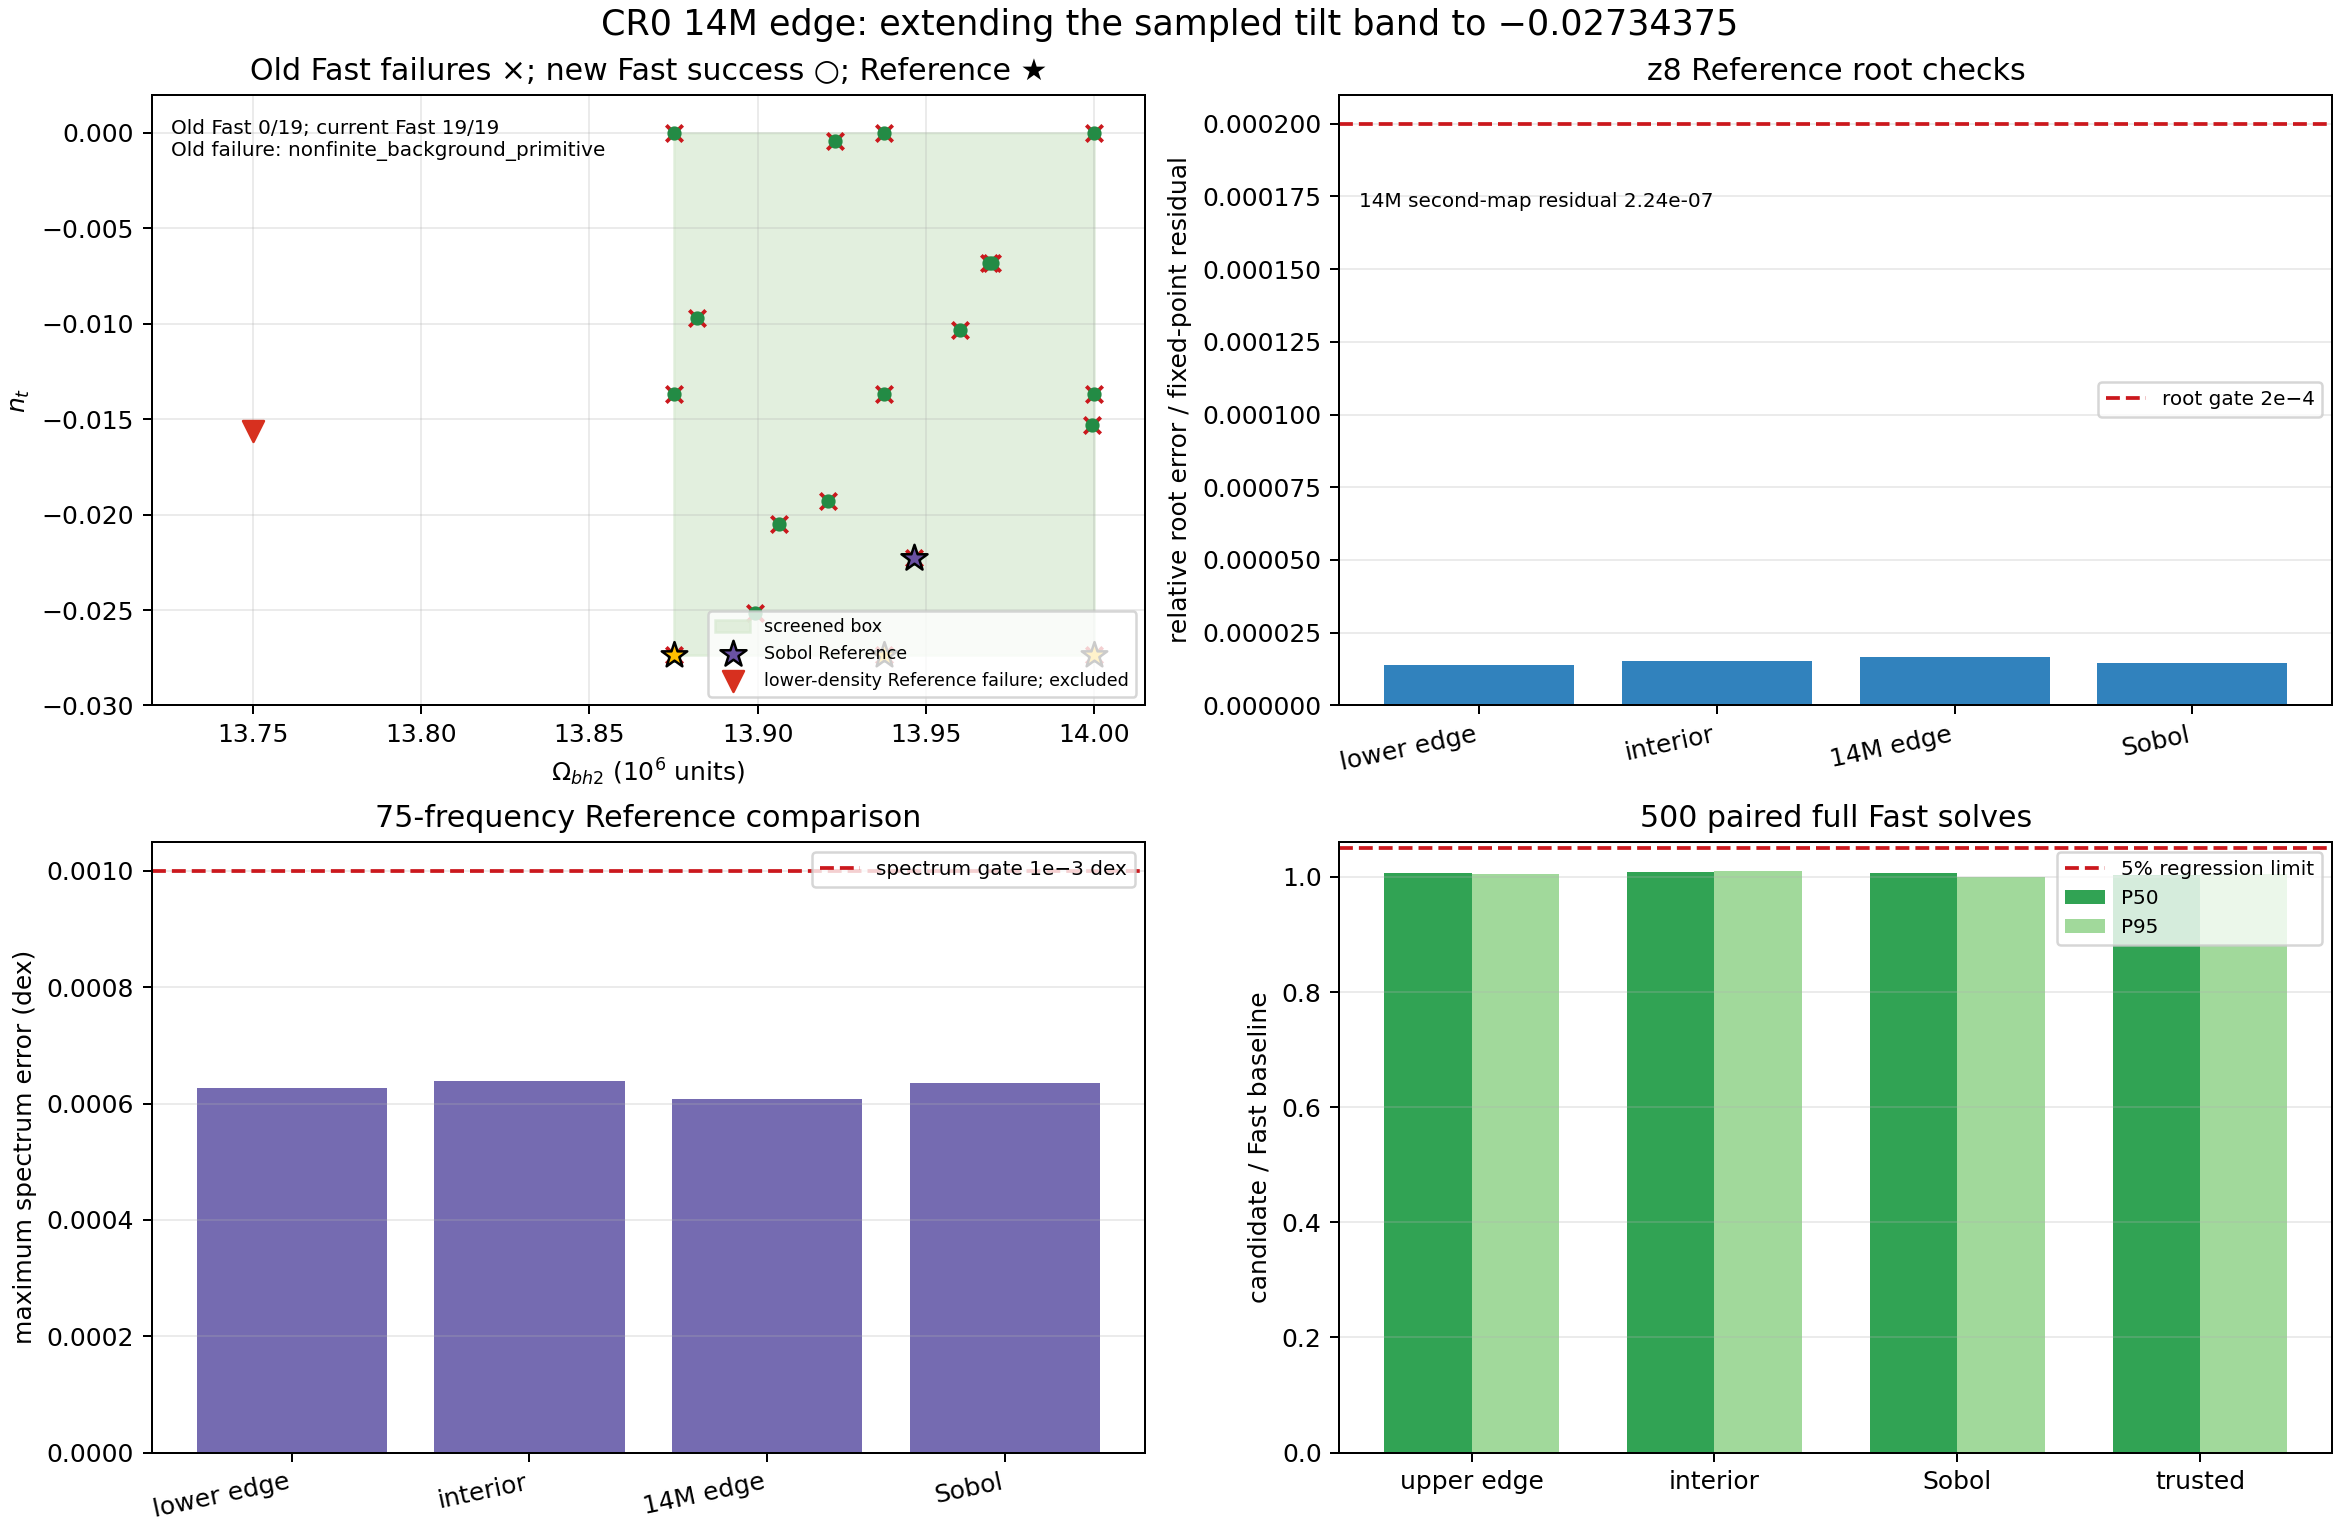 CR0 14M edge: extending the sampled tilt band to −0.02734375
Old Fast failures ×; new Fast success ○; Reference ★
Old Fast 0/19; current Fast 19/19
Old failure: nonfinite_background_primitive
0.000
−0.005
−0.010
−0.015
−0.020
−0.025
−0.030
n_t
screened box
Sobol Reference
lower-density Reference failure; excluded
13.75
13.80
13.85
13.90
13.95
14.00
Ω_bh2 (10^6 units)
z8 Reference root checks
0.000200
0.000175
0.000150
0.000125
0.000100
0.000075
0.000050
0.000025
0.000000
relative root error / fixed-point residual
14M second-map residual 2.24e-07
root gate 2e−4
lower edge
interior
14M edge
Sobol
75-frequency Reference comparison
0.0010
0.0008
0.0006
0.0004
0.0002
0.0000
maximum spectrum error (dex)
spectrum gate 1e−3 dex
lower edge
interior
14M edge
Sobol
500 paired full Fast solves
1.0
0.8
0.6
0.4
0.2
0.0
candidate / Fast baseline
5% regression limit
P50
P95
upper edge
interior
Sobol
trusted